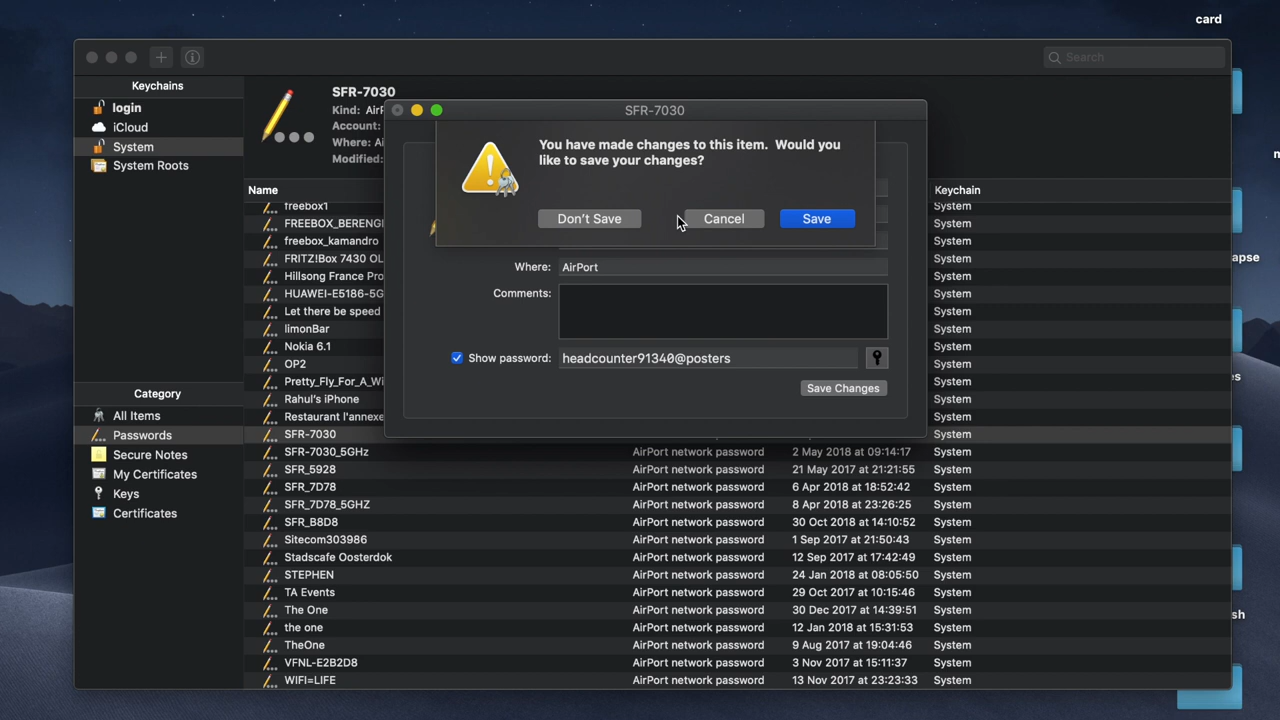 card
Search
Keychains
login
iCloud
System
System Roots
SFR-7030
Kind: AirP
Account:
Where: Ai
Modified:
SFR-7030
You have made changes to this item. Would you
like to save your changes?
Don't Save
Cancel
Save
Where: AirPort
Comments:
Show password: headcounter91340@posters
Save Changes
Name
Keychain
freebox1 System
FREEBOX_BERENG System
freebox_kamandro System
FRITZ!Box 7430 OL System
Hillsong France Pro System
HUAWEI-E5186-5G System
Let there be speed System
limonBar System
Nokia 6.1 System
OP2 System
Pretty_Fly_For_A_Wi System
Rahul's iPhone System
Restaurant l'annexe System
SFR-7030 System
SFR-7030_5GHz AirPort network password 2 May 2018 at 09:14:17 System
SFR_5928 AirPort network password 21 May 2017 at 21:21:55 System
SFR_7D78 AirPort network password 6 Apr 2018 at 18:52:42 System
SFR_7D78_5GHZ AirPort network password 8 Apr 2018 at 23:26:25 System
SFR_B8D8 AirPort network password 30 Oct 2018 at 14:10:52 System
Sitecom303986 AirPort network password 1 Sep 2017 at 21:50:43 System
Stadscafe Oosterdok AirPort network password 12 Sep 2017 at 17:42:49 System
STEPHEN AirPort network password 24 Jan 2018 at 08:05:50 System
TA Events AirPort network password 29 Oct 2017 at 10:15:46 System
The One AirPort network password 30 Dec 2017 at 14:39:51 System
the one AirPort network password 12 Jan 2018 at 15:31:53 System
TheOne AirPort network password 9 Aug 2017 at 19:04:46 System
VFNL-E2B2D8 AirPort network password 3 Nov 2017 at 15:11:37 System
WIFI=LIFE AirPort network password 13 Nov 2017 at 23:23:33 System
Category
All Items
Passwords
Secure Notes
My Certificates
Keys
Certificates
apse
es
sh